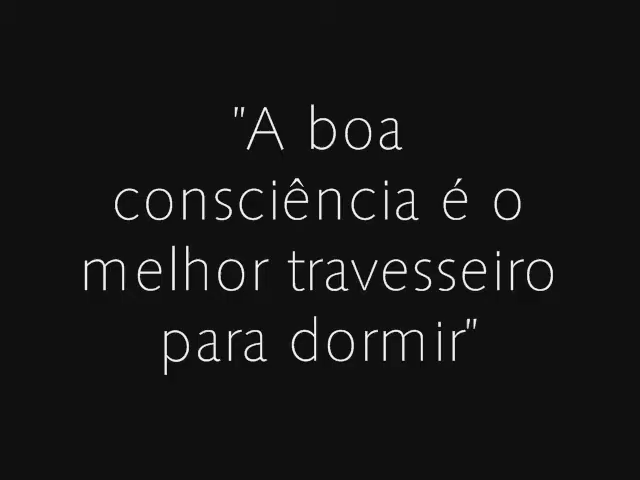 "A boa
consciência é o
melhor travesseiro
para dormir"